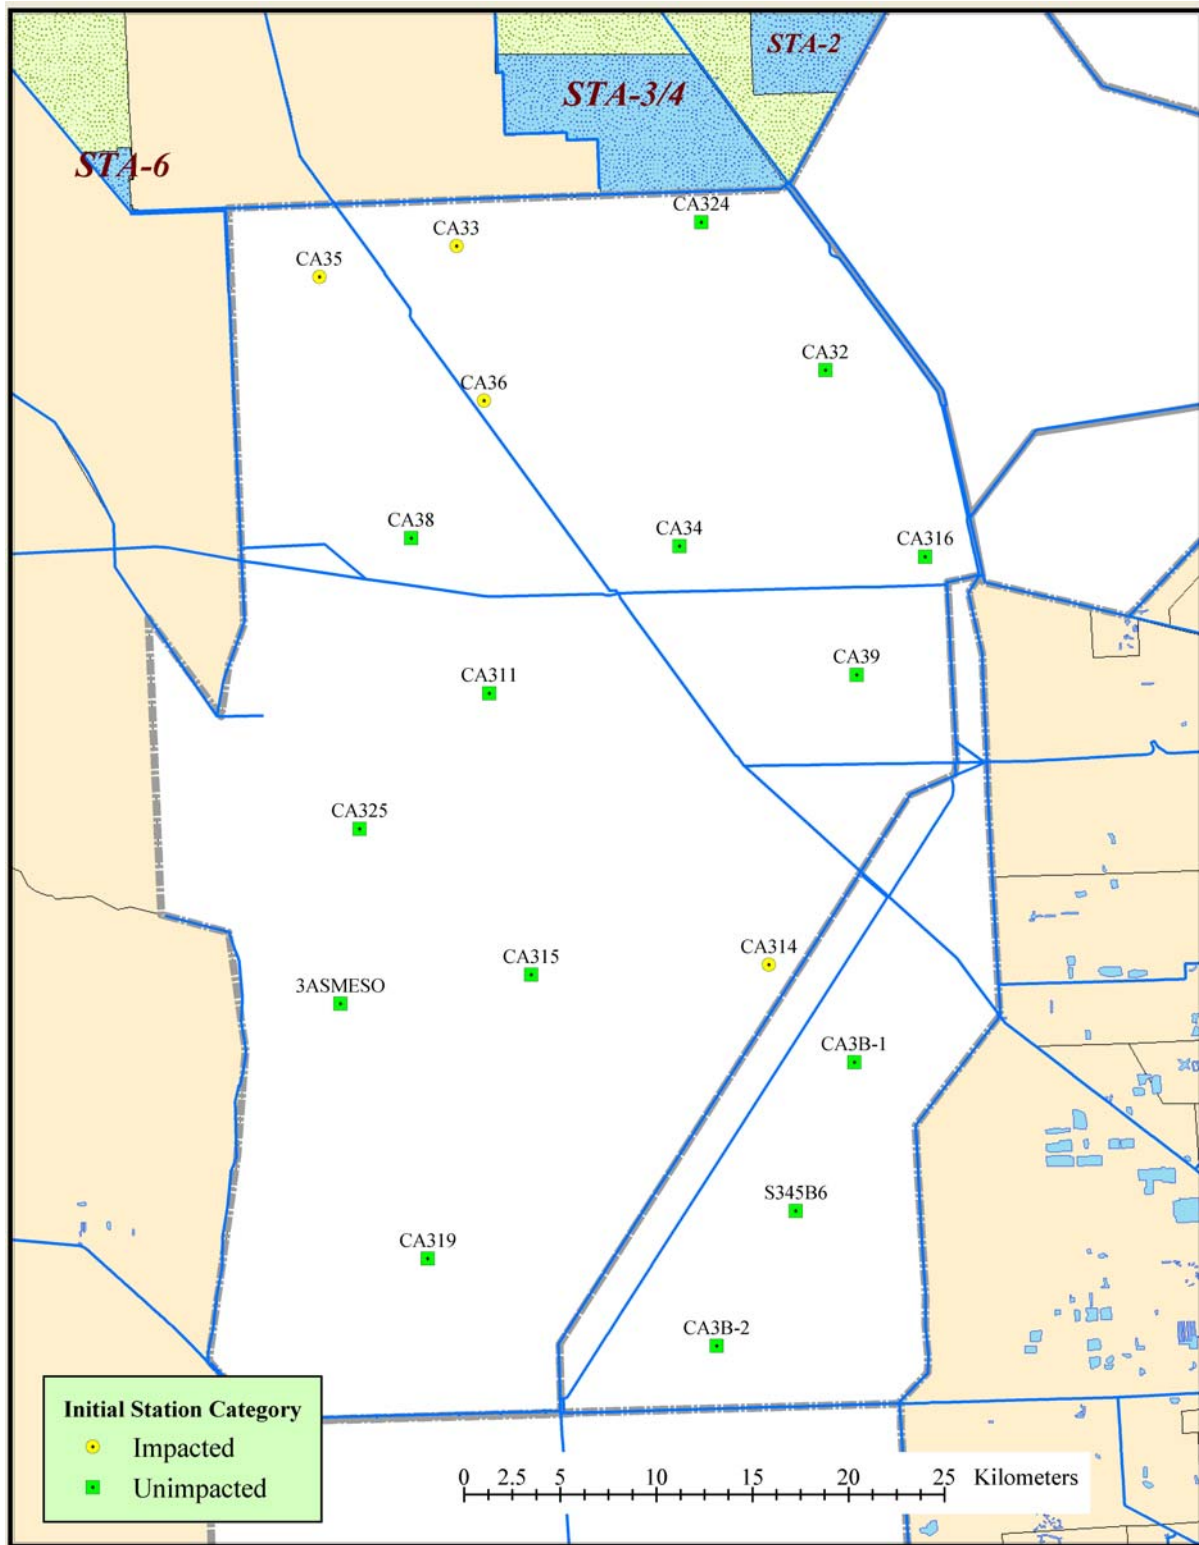 STA-2
STA-3/4
STA-6
CA324
CA33
CA35
CA32
CA36
CA38
CA34
CA316
CA39
CA311
CA325
CA314
CA315
3ASMESO
CA3B-1
S345B6
CA319
CA3B-2
Initial Station Category
Impacted
Unimpacted
0 2.5 5 10 15 20 25 Kilometers